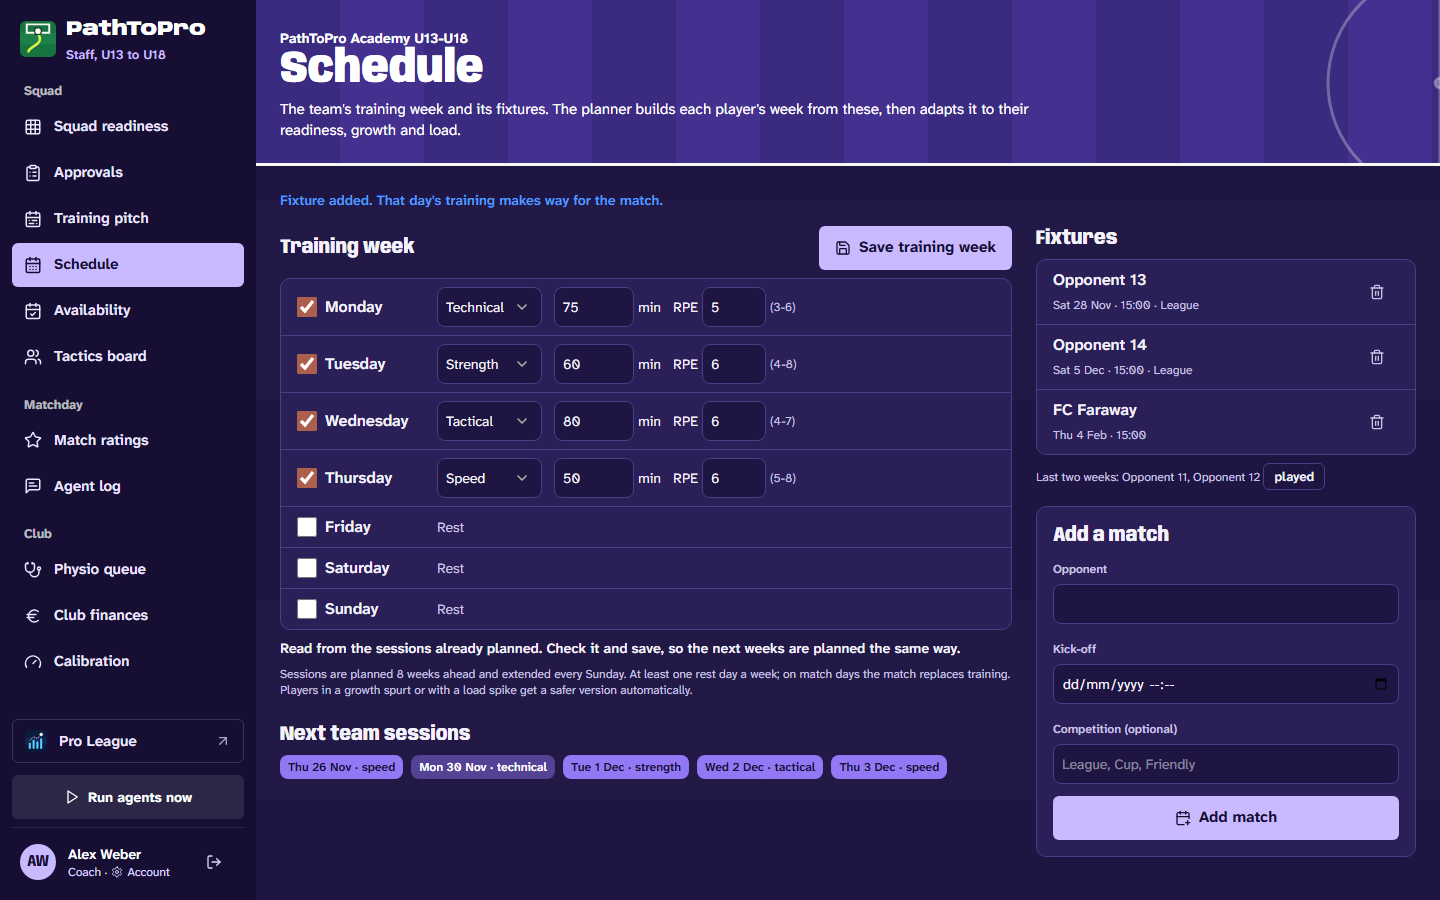 PathToPro
Staff, U13 to U18
Squad
Squad readiness
Approvals
Training pitch
Schedule
Availability
Tactics board
Matchday
Match ratings
Agent log
Club
Physio queue
Club finances
Calibration
Pro League
Run agents now
AW
Alex Weber
Coach · Account
PathToPro Academy U13-U18
Schedule
The team's training week and its fixtures. The planner builds each player's week from these, then adapts it to their
readiness, growth and load.
Fixture added. That day's training makes way for the match.
Training week
Save training week
Monday Technical 75 min RPE 5 (3-6)
Tuesday Strength 60 min RPE 6 (4-8)
Wednesday Tactical 80 min RPE 6 (4-7)
Thursday Speed 50 min RPE 6 (5-8)
Friday Rest
Saturday Rest
Sunday Rest
Read from the sessions already planned. Check it and save, so the next weeks are planned the same way.
Sessions are planned 8 weeks ahead and extended every Sunday. At least one rest day a week; on match days the match replaces training.
Players in a growth spurt or with a load spike get a safer version automatically.
Next team sessions
Thu 26 Nov · speed
Mon 30 Nov · technical
Tue 1 Dec · strength
Wed 2 Dec · tactical
Thu 3 Dec · speed
Fixtures
Opponent 13
Sat 28 Nov · 15:00 · League
Opponent 14
Sat 5 Dec · 15:00 · League
FC Faraway
Thu 4 Feb · 15:00
Last two weeks: Opponent 11, Opponent 12 played
Add a match
Opponent
Kick-off
dd/mm/yyyy --:--
Competition (optional)
League, Cup, Friendly
Add match